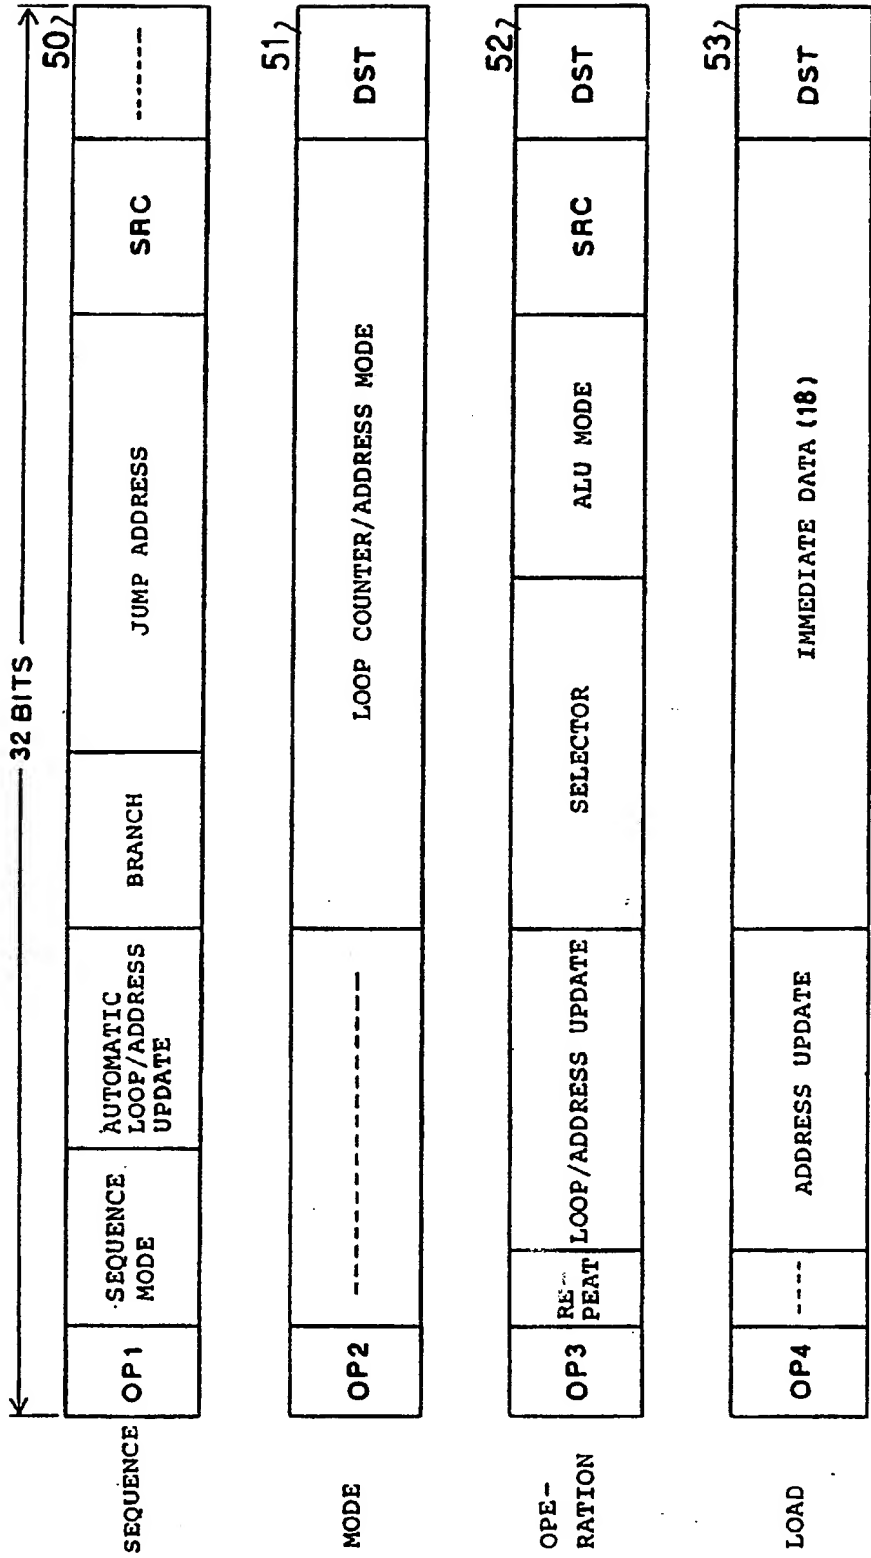 32 BITS
50
SEQUENCE
OP1
SEQUENCE
MODE
AUTOMATIC
LOOP/ADDRESS
UPDATE
BRANCH
JUMP ADDRESS
SRC
-------
51
MODE
OP2
------------------
LOOP COUNTER/ADDRESS MODE
DST
52
OPE-
RATION
OP3
RE-
PEAT
LOOP/ADDRESS UPDATE
SELECTOR
ALU MODE
SRC
DST
53
LOAD
OP4
----
ADDRESS UPDATE
IMMEDIATE DATA (18)
DST